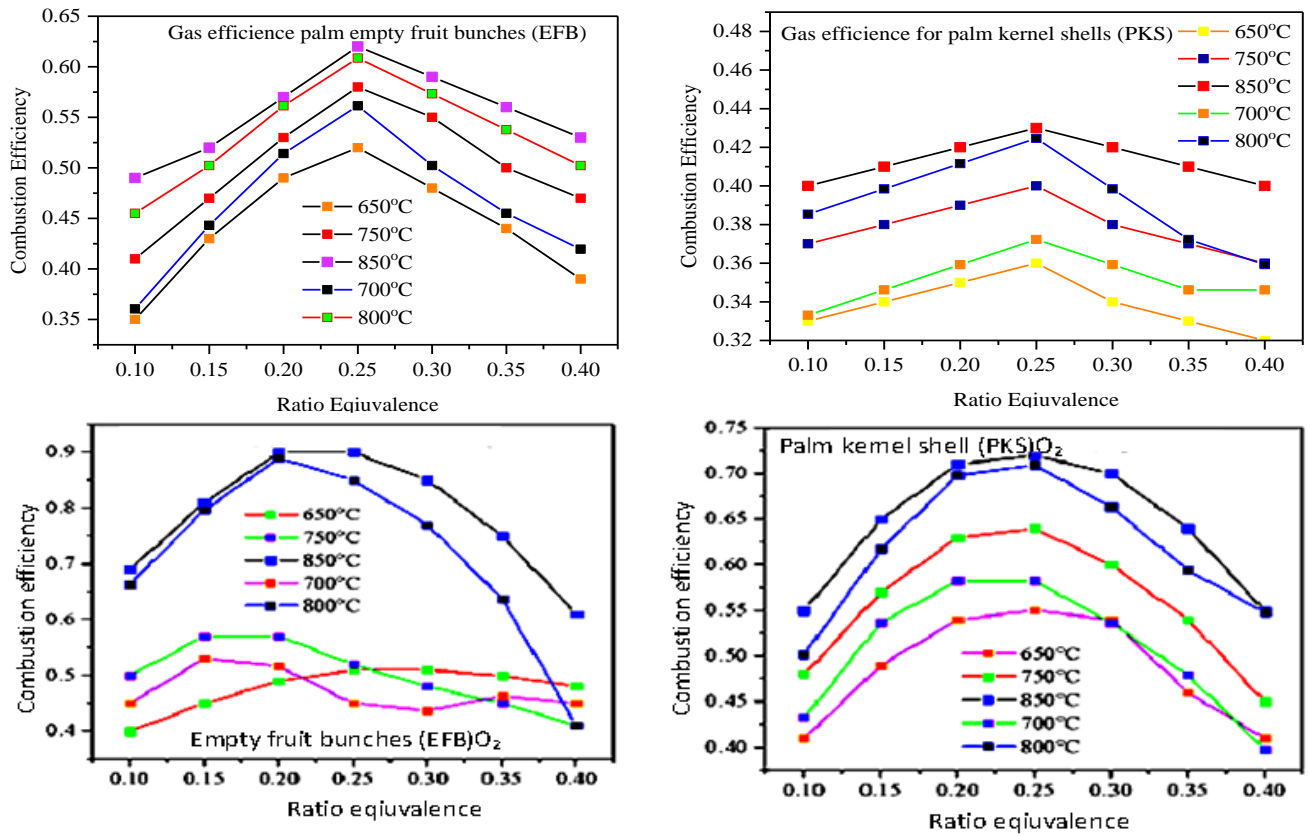 Gas efficience palm empty fruit bunches (EFB)
Combustion Efficiency
0.65
0.60
0.55
0.50
0.45
0.40
0.35
650°C
750°C
850°C
700°C
800°C
0.10 0.15 0.20 0.25 0.30 0.35 0.40
Ratio Eqiuvalence
Gas efficience for palm kernel shells (PKS)
Combustion Efficiency
0.48
0.46
0.44
0.42
0.40
0.38
0.36
0.34
0.32
650°C
750°C
850°C
700°C
800°C
0.10 0.15 0.20 0.25 0.30 0.35 0.40
Ratio Eqiuvalence
Combustion efficiency
0.9
0.8
0.7
0.6
0.5
0.4
650°C
750°C
850°C
700°C
800°C
Empty fruit bunches (EFB)O₂
0.10 0.15 0.20 0.25 0.30 0.35 0.40
Ratio eqiuvalence
Palm kernel shell (PKS)O₂
Combustion efficiency
0.75
0.70
0.65
0.60
0.55
0.50
0.45
0.40
650°C
750°C
850°C
700°C
800°C
0.10 0.15 0.20 0.25 0.30 0.35 0.40
Ratio eqiuvalence